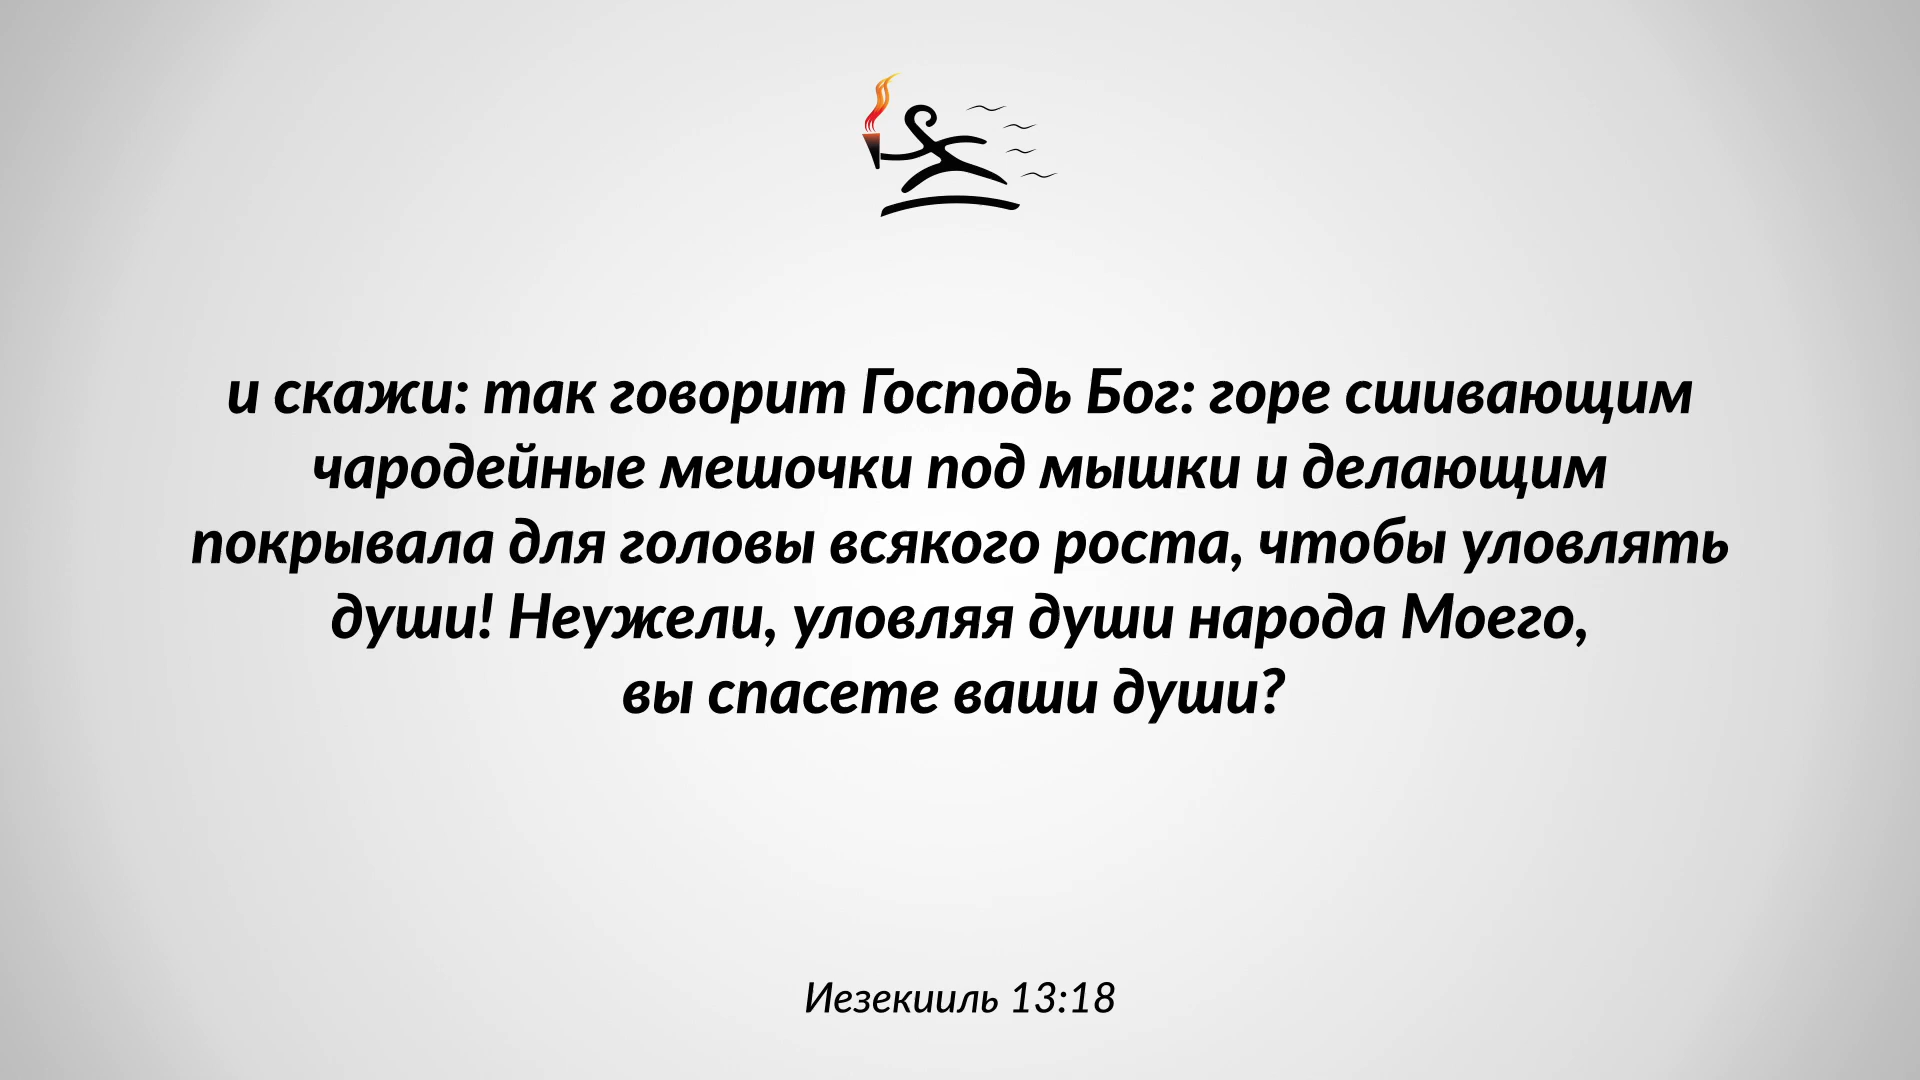 и скажи: так говорит Господь Бог: горе сшивающим
чародейные мешочки под мышки и делающим
покрывала для головы всякого роста, чтобы уловлять
души! Неужели, уловляя души народа Моего,
вы спасете ваши души?
Иезекииль 13:18